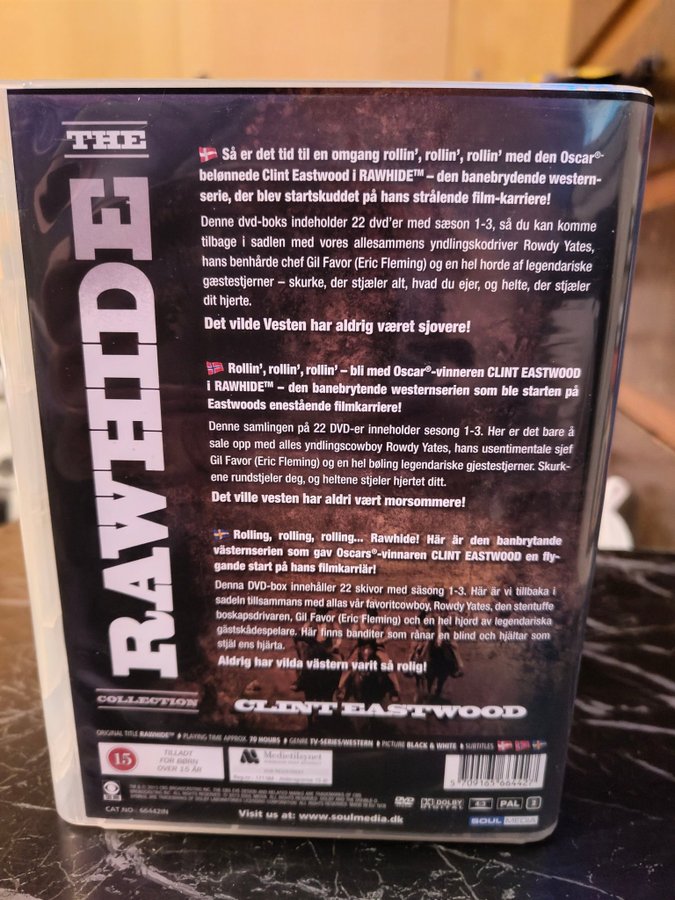 THE
RAWHIDE
COLLECTION
Så er det tid til en omgang rollin', rollin', rollin' med den Oscar®-
belønnede Clint Eastwood i RAWHIDE™ – den banebrydende western-
serie, der blev startskuddet på hans strålende film-karriere!
Denne dvd-boks indeholder 22 dvd'er med sæson 1-3, så du kan komme
tilbage i sadlen med vores allesammens yndlingskodriver Rowdy Yates,
hans benhårde chef Gil Favor (Eric Fleming) og en hel horde af legendariske
gæstestjerner – skurke, der stjæler alt, hvad du ejer, og helte, der stjæler
dit hjerte.
Det vilde Vesten har aldrig været sjovere!
Rollin', rollin', rollin' – bli med Oscar®-vinneren CLINT EASTWOOD
i RAWHIDE™ – den banebrytende westernserien som ble starten på
Eastwoods enestående filmkarriere!
Denne samlingen på 22 DVD-er inneholder sesong 1-3. Her er det bare å
sale opp med alles yndlingscowboy Rowdy Yates, hans usentimentale sjef
Gil Favor (Eric Fleming) og en hel bøling legendariske gjestestjerner. Skurk-
ene rundstjeler deg, og heltene stjeler hjertet ditt.
Det ville vesten har aldri vært morsommere!
Rolling, rolling, rolling... Rawhide! Här är den banbrytande
västernserien som gav Oscars®-vinnaren CLINT EASTWOOD en fly-
gande start på hans filmkarriär!
Denna DVD-box innehåller 22 skivor med säsong 1-3. Här är vi tillbaka i
sadeln tillsammans med allas vår favoritcowboy, Rowdy Yates, den stentuffe
boskapsdrivaren, Gil Favor (Eric Fleming) och en hel hjord av legendariska
gästskådespelare. Här finns banditer som rånar en blind och hjältar som
stjäl ens hjärta.
Aldrig har vilda västern varit så rolig!
CLINT EASTWOOD
ORIGINAL TITLE RAWHIDE™ PLAYING TIME APPROX. 70 HOURS GENRE TV-SERIES/WESTERN PICTURE BLACK & WHITE SUBTITLES
15
TILLADT
FOR BØRN
OVER 15 ÅR
Medietilsynet
5 709165 664427
CBS
CAT NO.: 66442IN
Visit us at: www.soulmedia.dk
DVD
DOLBY
4:3
PAL
SOUL MEDIA